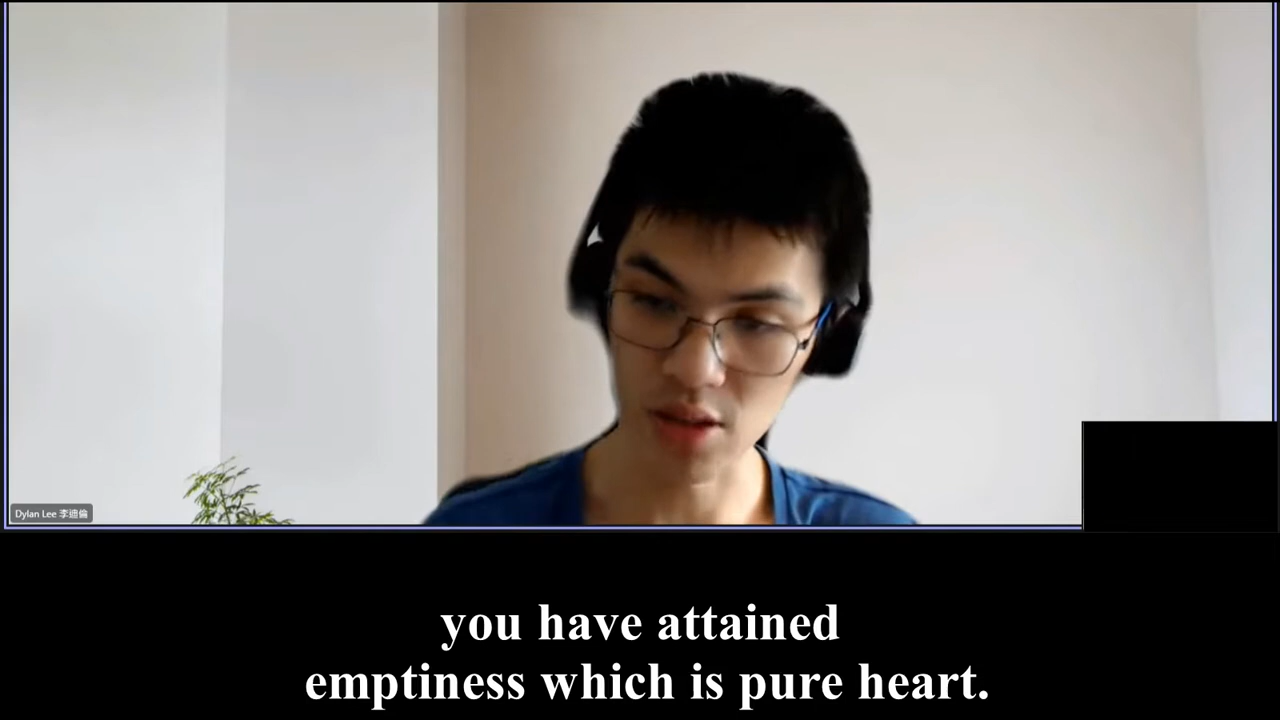 Dylan Lee 李迪倫
you have attained
emptiness which is pure heart.